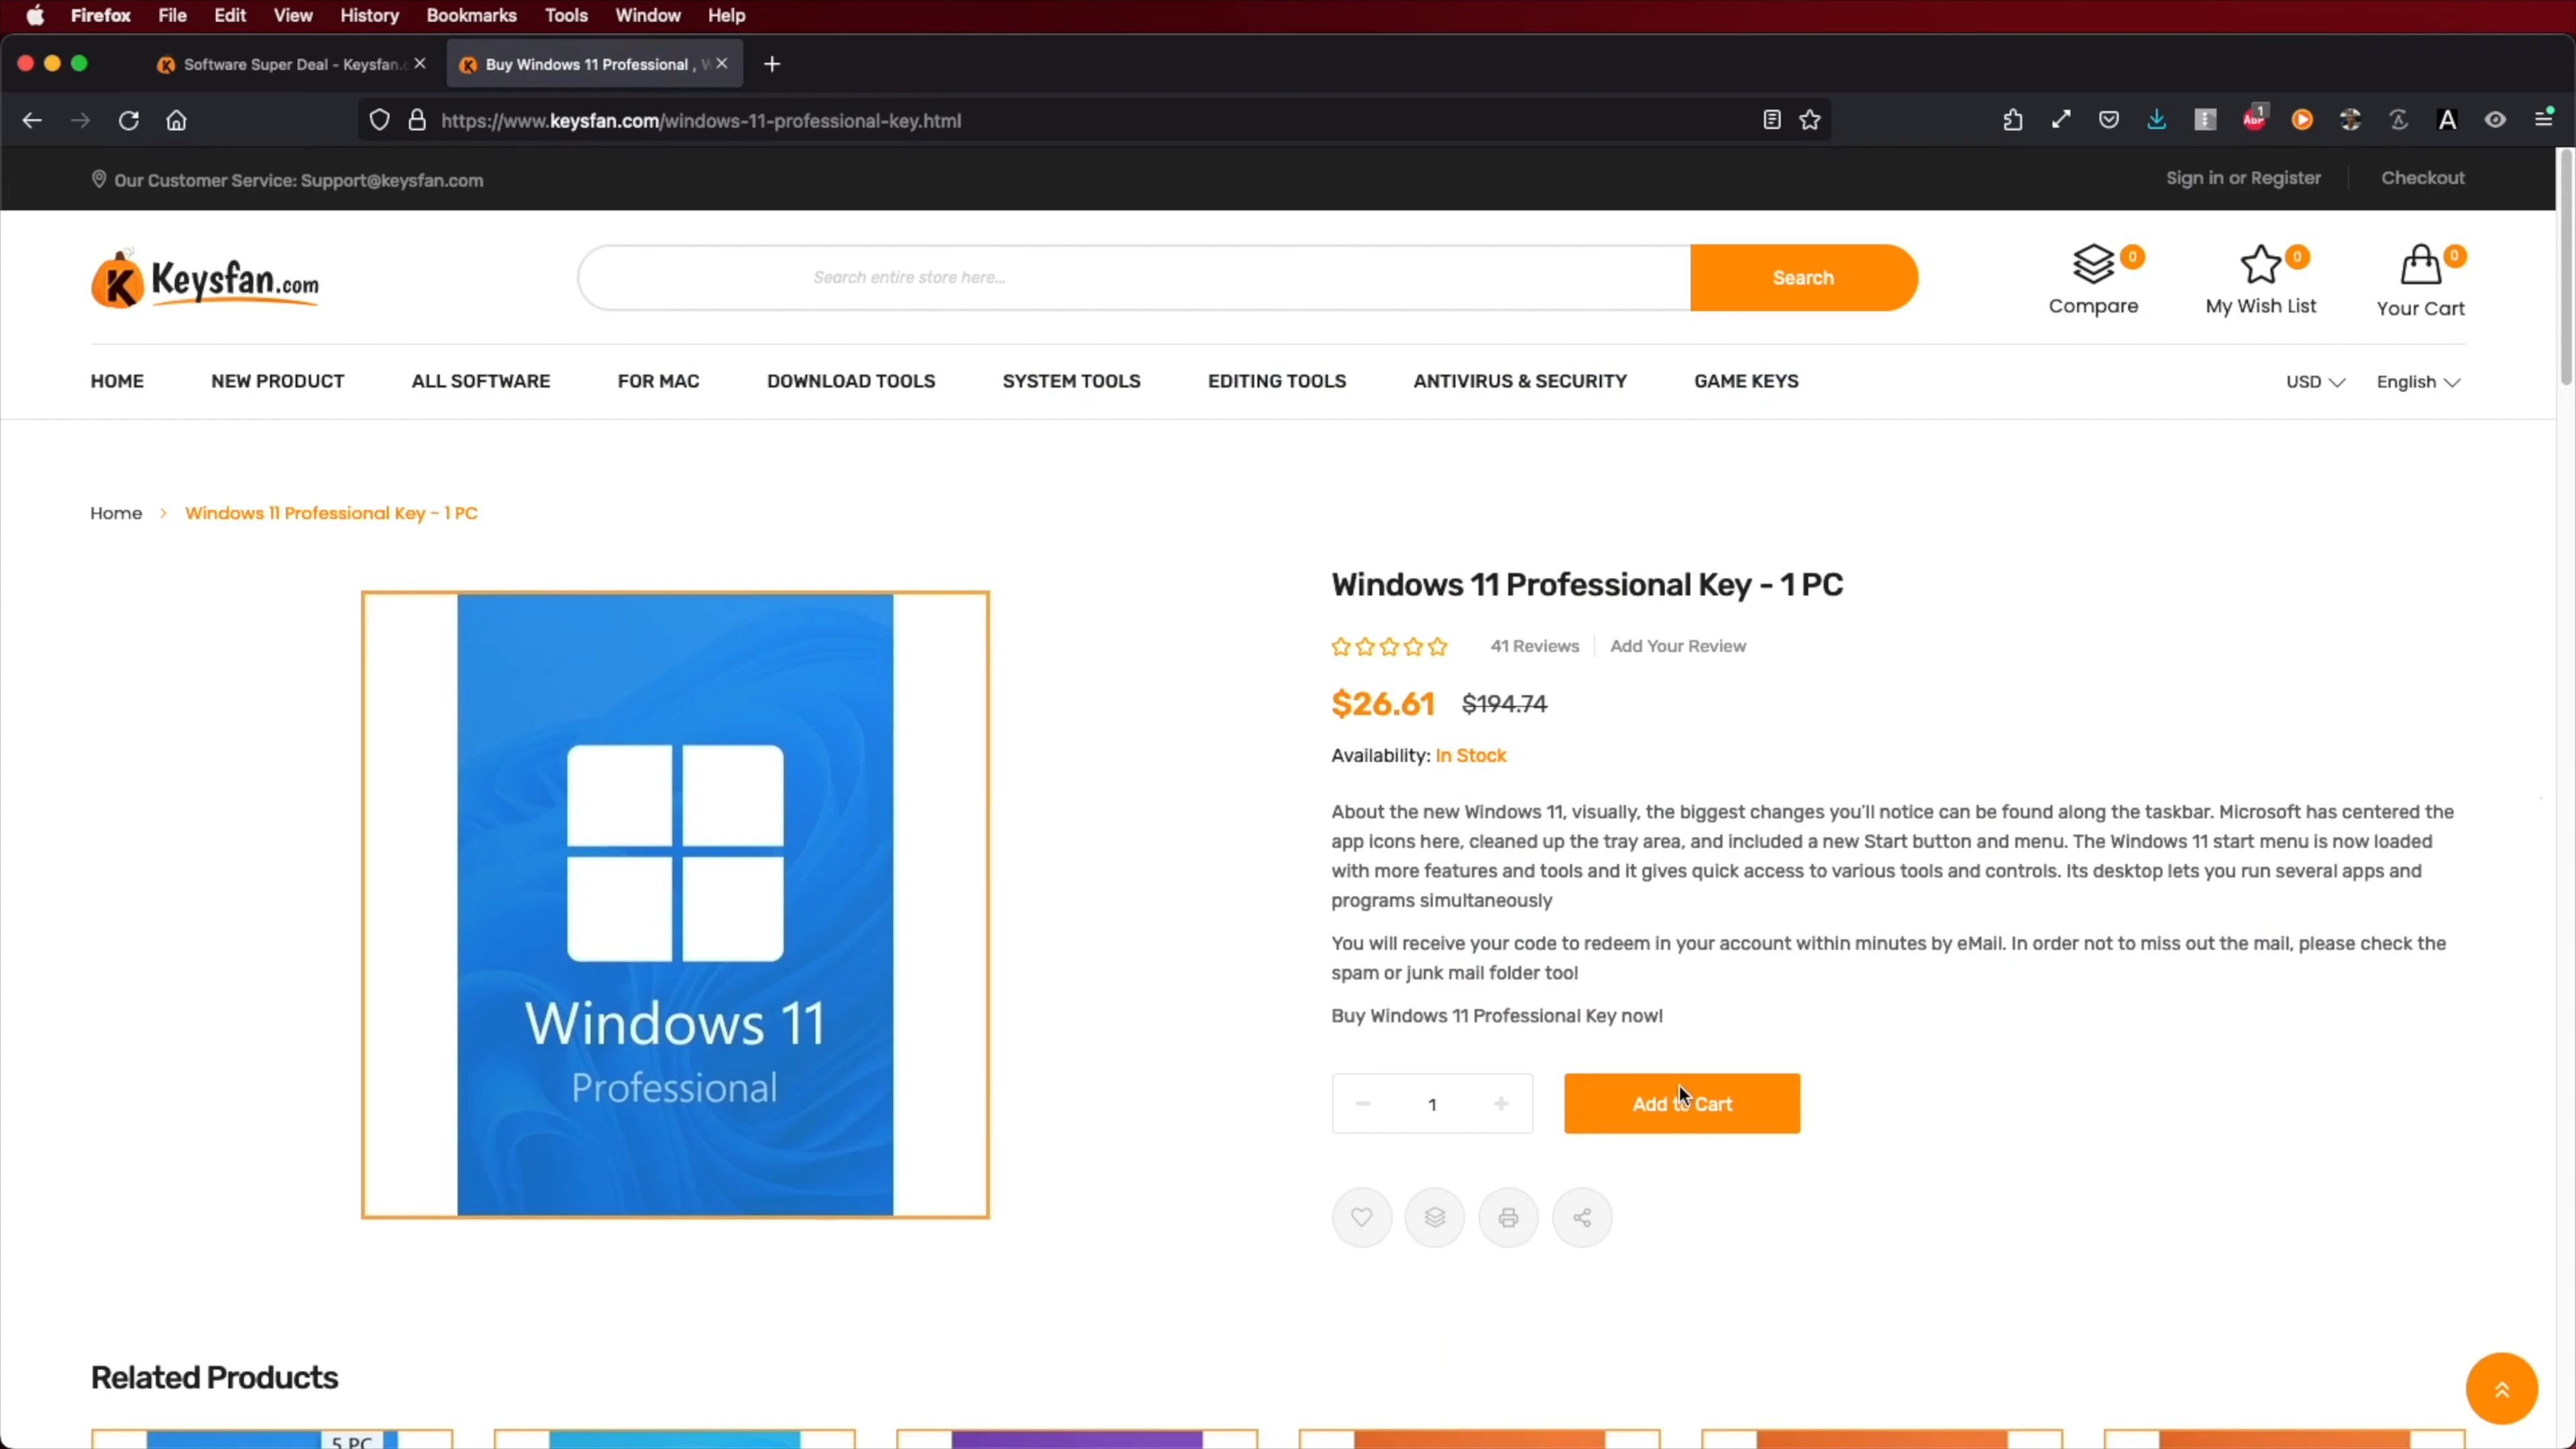 Firefox File Edit View History Bookmarks Tools Window Help
Software Super Deal - Keysfan.c
Buy Windows 11 Professional , W
https://www.keysfan.com/windows-11-professional-key.html
1
ABP
A
Our Customer Service: Support@keysfan.com
Sign in or Register
Checkout
K Keysfan.com
Search entire store here...
Search
0
Compare
0
My Wish List
0
Your Cart
HOME NEW PRODUCT ALL SOFTWARE FOR MAC DOWNLOAD TOOLS SYSTEM TOOLS EDITING TOOLS ANTIVIRUS & SECURITY GAME KEYS
USD English
Home > Windows 11 Professional Key - 1 PC
Windows 11
Professional
Windows 11 Professional Key - 1 PC
41 Reviews Add Your Review
$26.61 $194.74
Availability: In Stock
About the new Windows 11, visually, the biggest changes you'll notice can be found along the taskbar. Microsoft has centered the
app icons here, cleaned up the tray area, and included a new Start button and menu. The Windows 11 start menu is now loaded
with more features and tools and it gives quick access to various tools and controls. Its desktop lets you run several apps and
programs simultaneously
You will receive your code to redeem in your account within minutes by eMail. In order not to miss out the mail, please check the
spam or junk mail folder too!
Buy Windows 11 Professional Key now!
- 1 +
Add to Cart
Related Products
5 PC